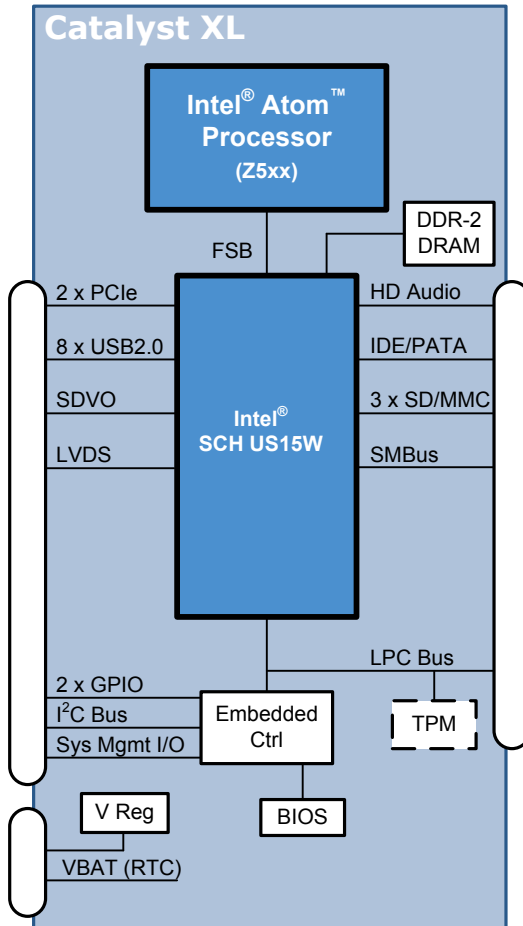 Catalyst XL
Intel® Atom™
Processor
(Z5xx)
DDR-2
DRAM
FSB
2 x PCIe
HD Audio
8 x USB2.0
IDE/PATA
SDVO
3 x SD/MMC
Intel®
SCH US15W
LVDS
SMBus
LPC Bus
2 x GPIO
I²C Bus
Sys Mgmt I/O
Embedded
Ctrl
TPM
V Reg
BIOS
VBAT (RTC)